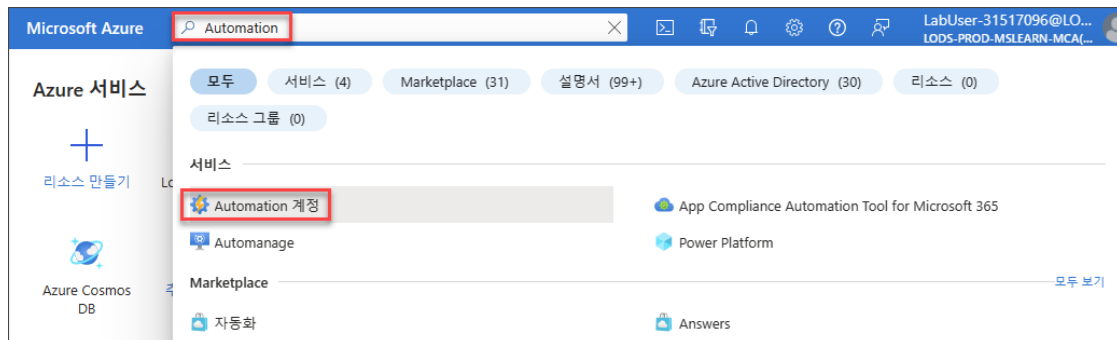 Microsoft Azure
Automation
LabUser-31517096@LO...
LODS-PROD-MSLEARN-MCA(...
Azure 서비스
모두
서비스 (4)
Marketplace (31)
설명서 (99+)
Azure Active Directory (30)
리소스 (0)
리소스 그룹 (0)
리소스 만들기
서비스
Automation 계정
App Compliance Automation Tool for Microsoft 365
Automanage
Power Platform
Azure Cosmos
DB
Marketplace
모두 보기
자동화
Answers